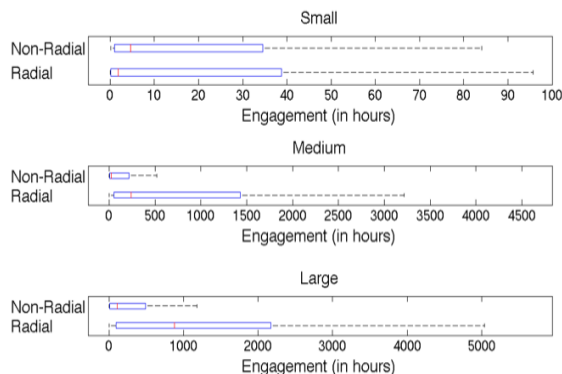 Small
Non-Radial
Radial
0 10 20 30 40 50 60 70 80 90 100
Engagement (in hours)
Medium
Non-Radial
Radial
0 500 1000 1500 2000 2500 3000 3500 4000 4500
Engagement (in hours)
Large
Non-Radial
Radial
0 1000 2000 3000 4000 5000
Engagement (in hours)